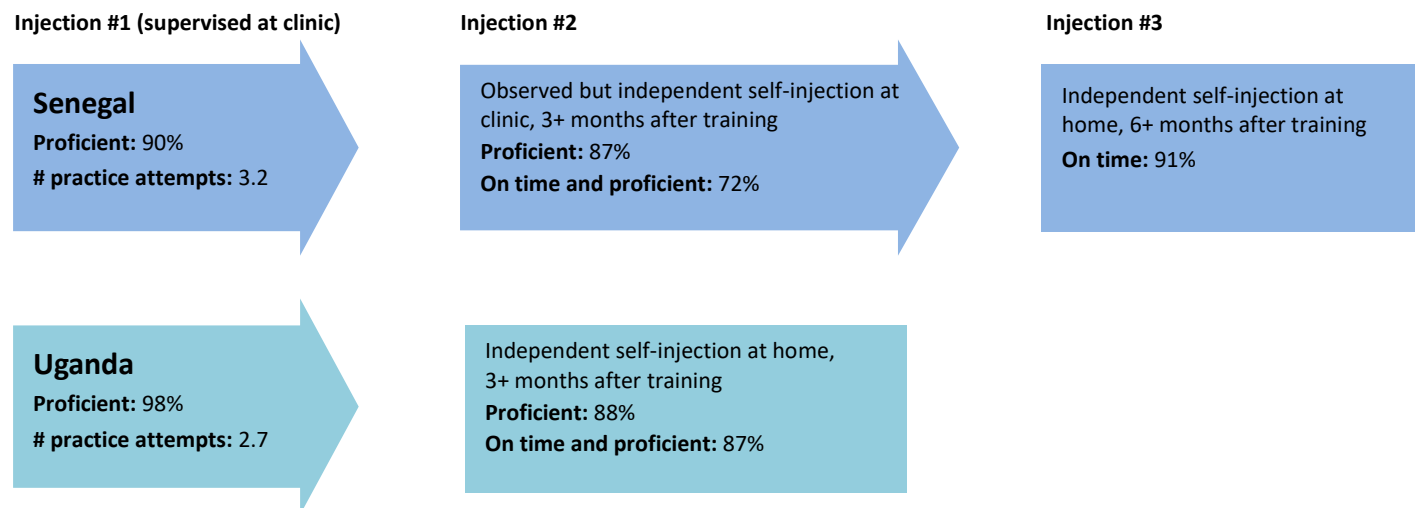 Injection #1 (supervised at clinic)
Injection #2
Injection #3
Senegal
Proficient: 90%
# practice attempts: 3.2
Observed but independent self-injection at
clinic, 3+ months after training
Proficient: 87%
On time and proficient: 72%
Independent self-injection at
home, 6+ months after training
On time: 91%
Uganda
Proficient: 98%
# practice attempts: 2.7
Independent self-injection at home,
3+ months after training
Proficient: 88%
On time and proficient: 87%